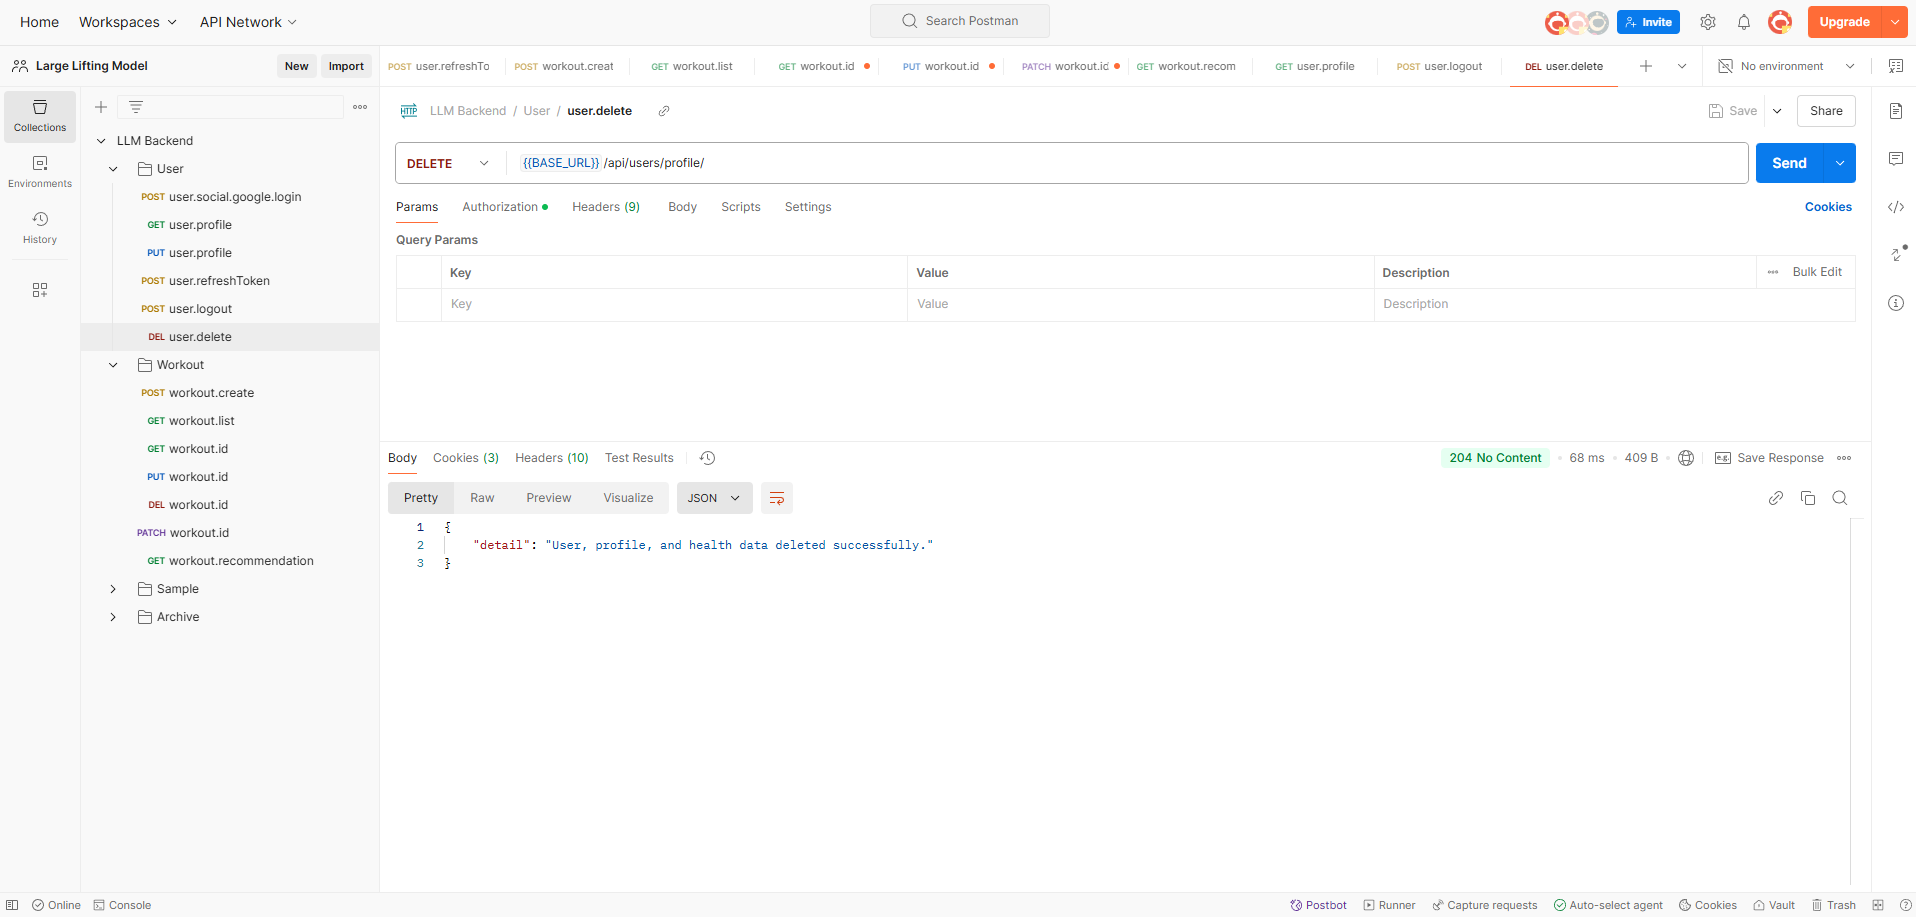 Home Workspaces API Network Search Postman Invite Upgrade
Large Lifting Model New Import
POST user.refreshTo POST workout.creat GET workout.list GET workout.id PUT workout.id PATCH workout.id GET workout.recom GET user.profile POST user.logout DEL user.delete No environment
Collections
Environments
History
LLM Backend
User
POST user.social.google.login
GET user.profile
PUT user.profile
POST user.refreshToken
POST user.logout
DEL user.delete
Workout
POST workout.create
GET workout.list
GET workout.id
PUT workout.id
DEL workout.id
PATCH workout.id
GET workout.recommendation
Sample
Archive
HTTP LLM Backend / User / user.delete Save Share
DELETE {{BASE_URL}} /api/users/profile/ Send
Params Authorization Headers (9) Body Scripts Settings Cookies
Query Params
Key Value Description Bulk Edit
Key Value Description
Body Cookies (3) Headers (10) Test Results 204 No Content 68 ms 409 B e.g. Save Response
Pretty Raw Preview Visualize JSON
1 {
2 "detail": "User, profile, and health data deleted successfully."
3 }
Online Console Postbot Runner Capture requests Auto-select agent Cookies Vault Trash